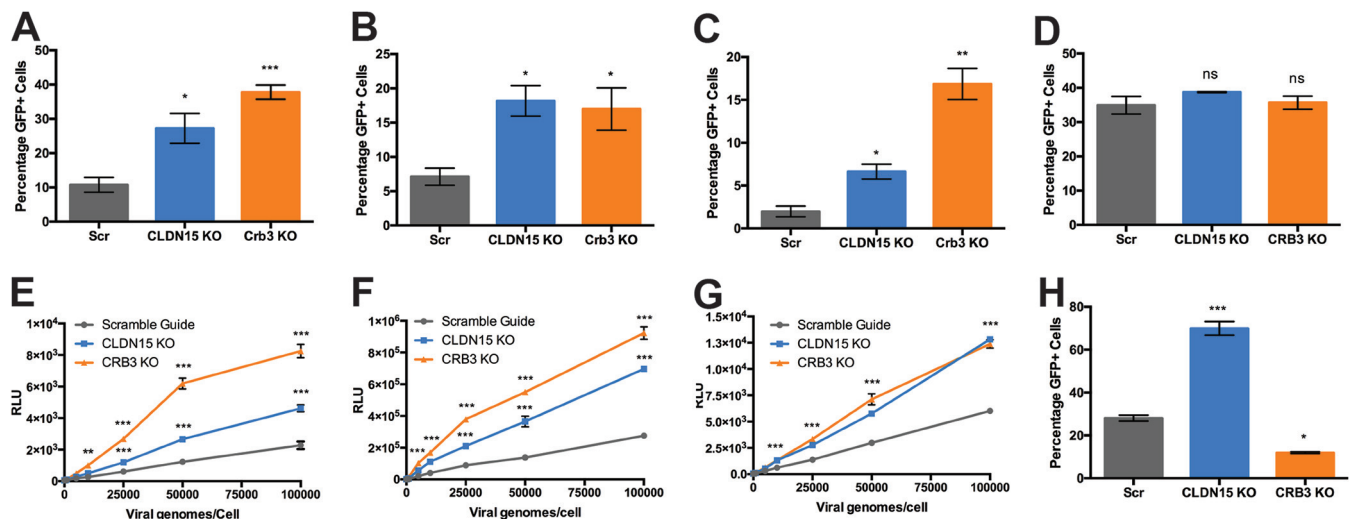 A
Percentage GFP+ Cells
50
40
30
20
10
0
*
***
Scr CLDN15 KO Crb3 KO
B
Percentage GFP+ Cells
25
20
15
10
5
0
*
*
Scr CLDN15 KO Crb3 KO
C
Percentage GFP+ Cells
20
15
10
5
0
*
**
Scr CLDN15 KO Crb3 KO
D
Percentage GFP+ Cells
50
40
30
20
10
0
ns
ns
Scr CLDN15 KO CRB3 KO
E
RLU
1×10⁴
8×10³
6×10³
4×10³
2×10³
0
Scramble Guide
CLDN15 KO
CRB3 KO
**
***
***
***
***
***
***
0 25000 50000 100000
Viral genomes/Cell
F
RLU
1×10⁶
8×10⁵
6×10⁵
4×10⁵
2×10⁵
0
Scramble Guide
CLDN15 KO
CRB3 KO
***
***
***
***
***
***
***
***
0 25000 50000 100000
Viral genomes/cell
G
RLU
1.5×10⁴
1.3×10⁴
1.0×10⁴
7.5×10³
5.0×10³
2.5×10³
0.0
Scramble Guide
CLDN15 KO
CRB3 KO
***
***
***
***
0 25000 50000 100000
Viral genomes/Cell
H
Percentage GFP+ Cells
80
60
40
20
0
***
*
Scr CLDN15 KO CRB3 KO